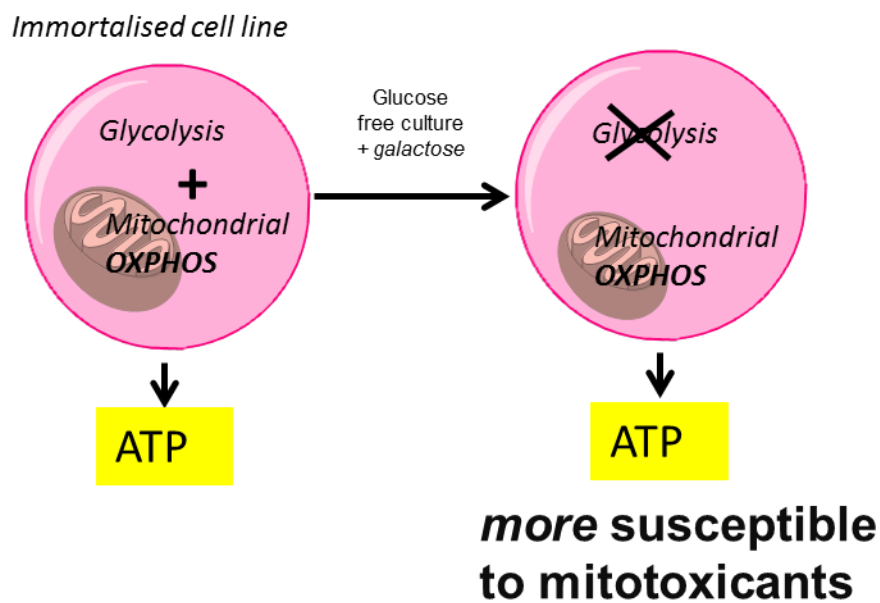 Immortalised cell line
Glycolysis
+
Mitochondrial
OXPHOS
ATP
Glucose
free culture
+ galactose
Glycolysis
Mitochondrial
OXPHOS
ATP
more susceptible
to mitotoxicants